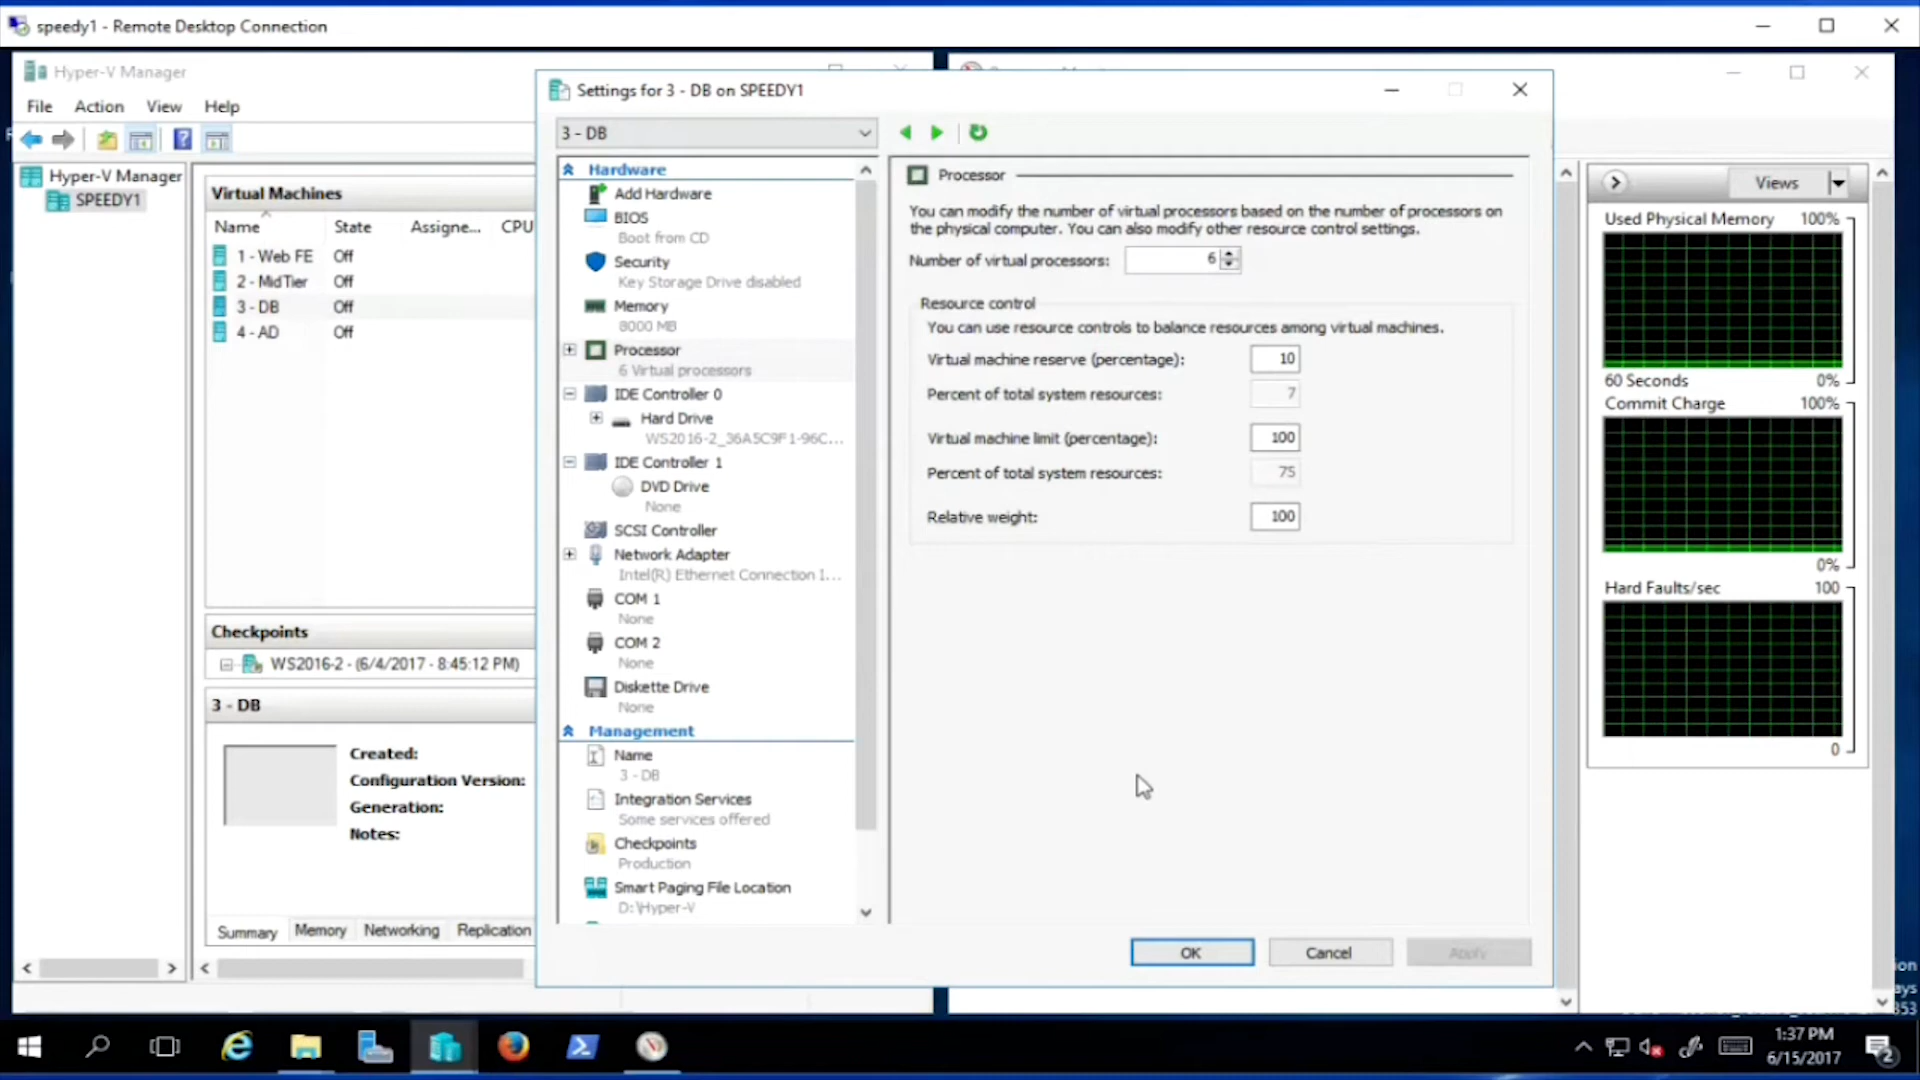 speedy1 - Remote Desktop Connection
Hyper-V Manager
File Action View Help
Hyper-V Manager
SPEEDY1
Virtual Machines
Name State Assigne... CPU
1 - Web FE Off
2 - MidTier Off
3 - DB Off
4 - AD Off
Checkpoints
WS2016-2 - (6/4/2017 - 8:45:12 PM)
3 - DB
Created:
Configuration Version:
Generation:
Notes:
Summary Memory Networking Replication
Settings for 3 - DB on SPEEDY1
3 - DB
Hardware
Add Hardware
BIOS
Boot from CD
Security
Key Storage Drive disabled
Memory
8000 MB
Processor
6 Virtual processors
IDE Controller 0
Hard Drive
WS2016-2_36A5C9F1-96C...
IDE Controller 1
DVD Drive
None
SCSI Controller
Network Adapter
Intel(R) Ethernet Connection I...
COM 1
None
COM 2
None
Diskette Drive
None
Management
Name
3 - DB
Integration Services
Some services offered
Checkpoints
Production
Smart Paging File Location
D:\Hyper-V
Processor
You can modify the number of virtual processors based on the number of processors on
the physical computer. You can also modify other resource control settings.
Number of virtual processors: 6
Resource control
You can use resource controls to balance resources among virtual machines.
Virtual machine reserve (percentage): 10
Percent of total system resources: 7
Virtual machine limit (percentage): 100
Percent of total system resources: 75
Relative weight: 100
OK Cancel Apply
Views
Used Physical Memory 100%
60 Seconds 0%
Commit Charge 100%
0%
Hard Faults/sec 100
0
ion
ays
353
1:37 PM
6/15/2017
2